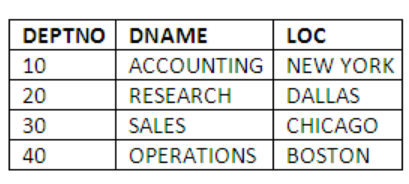 DEPTNO DNAME LOC
10 ACCOUNTING NEW YORK
20 RESEARCH DALLAS
30 SALES CHICAGO
40 OPERATIONS BOSTON